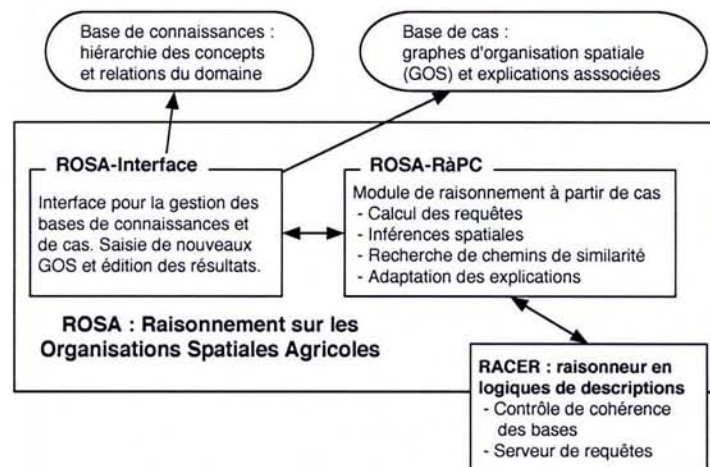 Base de connaissances :
hiérarchie des concepts
et relations du domaine
Base de cas :
graphes d'organisation spatiale
(GOS) et explications asssociées
ROSA-Interface
Interface pour la gestion des
bases de connaissances et
de cas. Saisie de nouveaux
GOS et édition des résultats.
ROSA-RàPC
Module de raisonnement à partir de cas
- Calcul des requêtes
- Inférences spatiales
- Recherche de chemins de similarité
- Adaptation des explications
ROSA : Raisonnement sur les
Organisations Spatiales Agricoles
RACER : raisonneur en
logiques de descriptions
- Contrôle de cohérence
des bases
- Serveur de requêtes